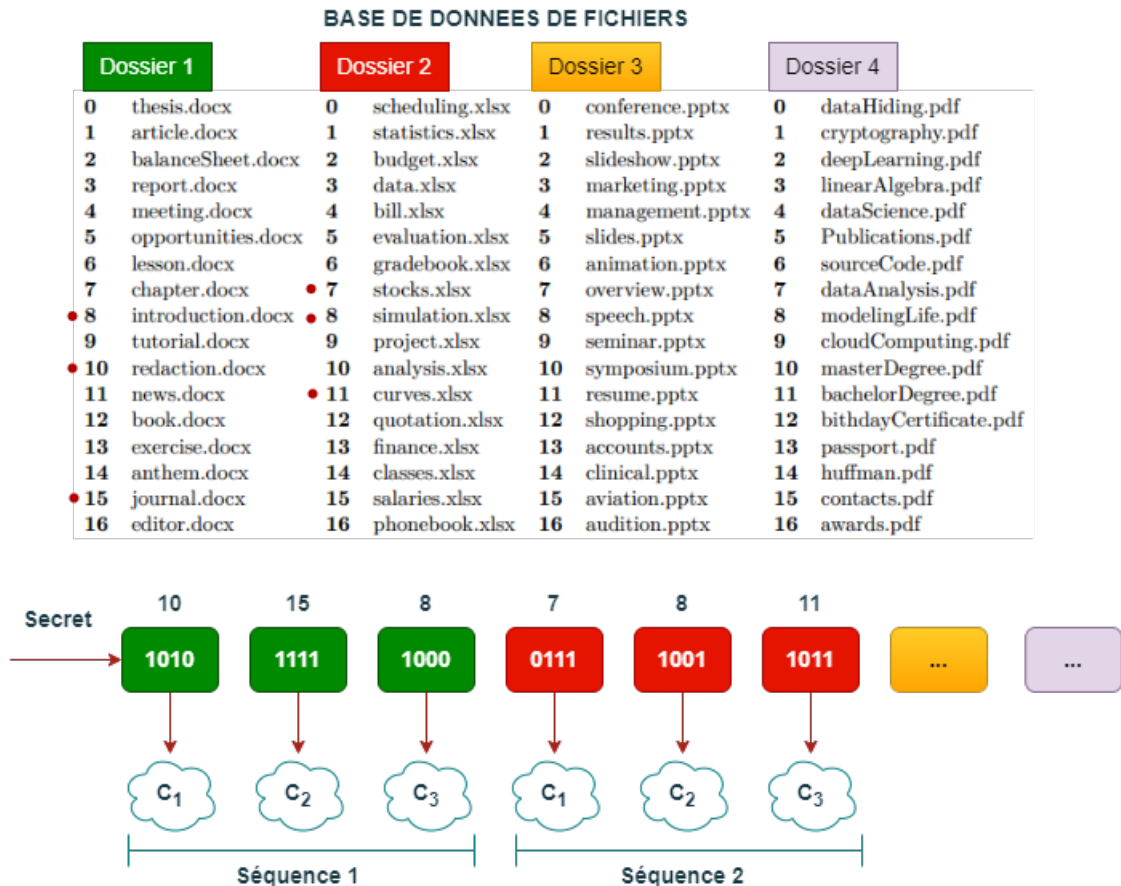 BASE DE DONNEES DE FICHIERS
Dossier 1 Dossier 2 Dossier 3 Dossier 4
0 thesis.docx 0 scheduling.xlsx 0 conference.pptx 0 dataHiding.pdf
1 article.docx 1 statistics.xlsx 1 results.pptx 1 cryptography.pdf
2 balanceSheet.docx 2 budget.xlsx 2 slideshow.pptx 2 deepLearning.pdf
3 report.docx 3 data.xlsx 3 marketing.pptx 3 linearAlgebra.pdf
4 meeting.docx 4 bill.xlsx 4 management.pptx 4 dataScience.pdf
5 opportunities.docx 5 evaluation.xlsx 5 slides.pptx 5 Publications.pdf
6 lesson.docx 6 gradebook.xlsx 6 animation.pptx 6 sourceCode.pdf
7 chapter.docx 7 stocks.xlsx 7 overview.pptx 7 dataAnalysis.pdf
8 introduction.docx 8 simulation.xlsx 8 speech.pptx 8 modelingLife.pdf
9 tutorial.docx 9 project.xlsx 9 seminar.pptx 9 cloudComputing.pdf
10 redaction.docx 10 analysis.xlsx 10 symposium.pptx 10 masterDegree.pdf
11 news.docx 11 curves.xlsx 11 resume.pptx 11 bachelorDegree.pdf
12 book.docx 12 quotation.xlsx 12 shopping.pptx 12 bithdayCertificate.pdf
13 exercise.docx 13 finance.xlsx 13 accounts.pptx 13 passport.pdf
14 anthem.docx 14 classes.xlsx 14 clinical.pptx 14 huffman.pdf
15 journal.docx 15 salaries.xlsx 15 aviation.pptx 15 contacts.pdf
16 editor.docx 16 phonebook.xlsx 16 audition.pptx 16 awards.pdf
10 15 8 7 8 11
Secret
1010 1111 1000 0111 1001 1011 ... ...
C1 C2 C3 C1 C2 C3
Séquence 1 Séquence 2